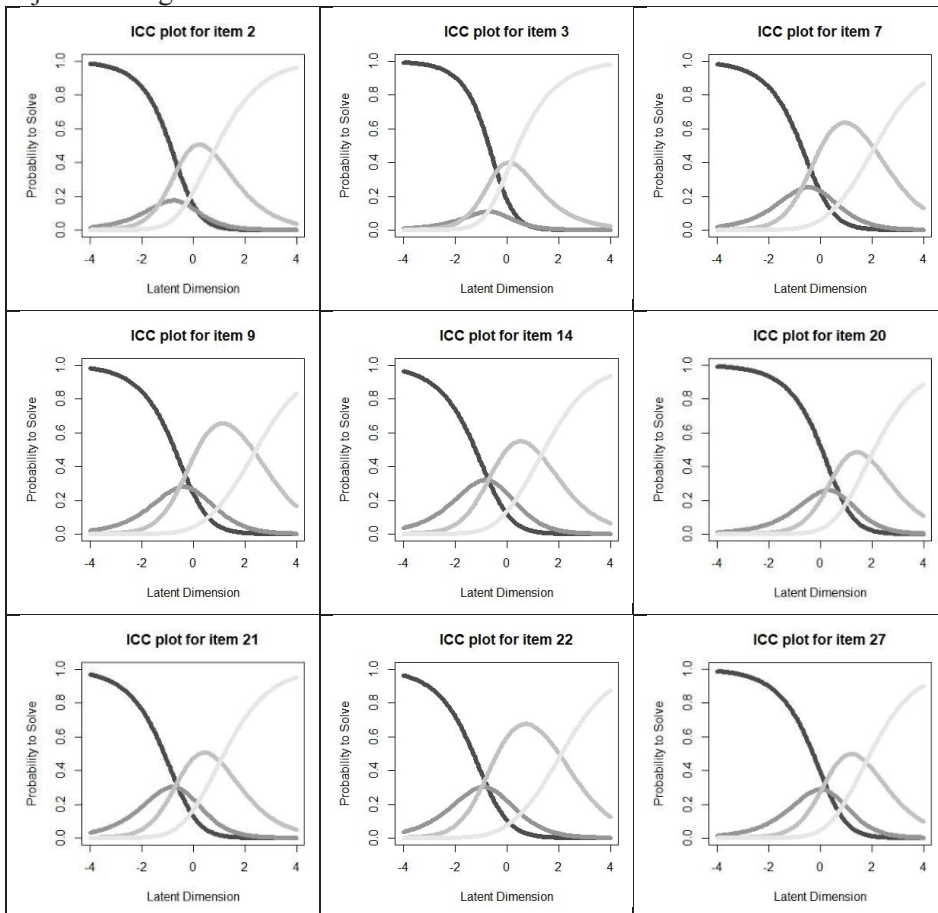 ICC plot for item 2
Probability to Solve
0.0 0.2 0.4 0.6 0.8 1.0
-4 -2 0 2 4
Latent Dimension
ICC plot for item 3
Probability to Solve
0.0 0.2 0.4 0.6 0.8 1.0
-4 -2 0 2 4
Latent Dimension
ICC plot for item 7
Probability to Solve
0.0 0.2 0.4 0.6 0.8 1.0
-4 -2 0 2 4
Latent Dimension
ICC plot for item 9
Probability to Solve
0.0 0.2 0.4 0.6 0.8 1.0
-4 -2 0 2 4
Latent Dimension
ICC plot for item 14
Probability to Solve
0.0 0.2 0.4 0.6 0.8 1.0
-4 -2 0 2 4
Latent Dimension
ICC plot for item 20
Probability to Solve
0.0 0.2 0.4 0.6 0.8 1.0
-4 -2 0 2 4
Latent Dimension
ICC plot for item 21
Probability to Solve
0.0 0.2 0.4 0.6 0.8 1.0
-4 -2 0 2 4
Latent Dimension
ICC plot for item 22
Probability to Solve
0.0 0.2 0.4 0.6 0.8 1.0
-4 -2 0 2 4
Latent Dimension
ICC plot for item 27
Probability to Solve
0.0 0.2 0.4 0.6 0.8 1.0
-4 -2 0 2 4
Latent Dimension